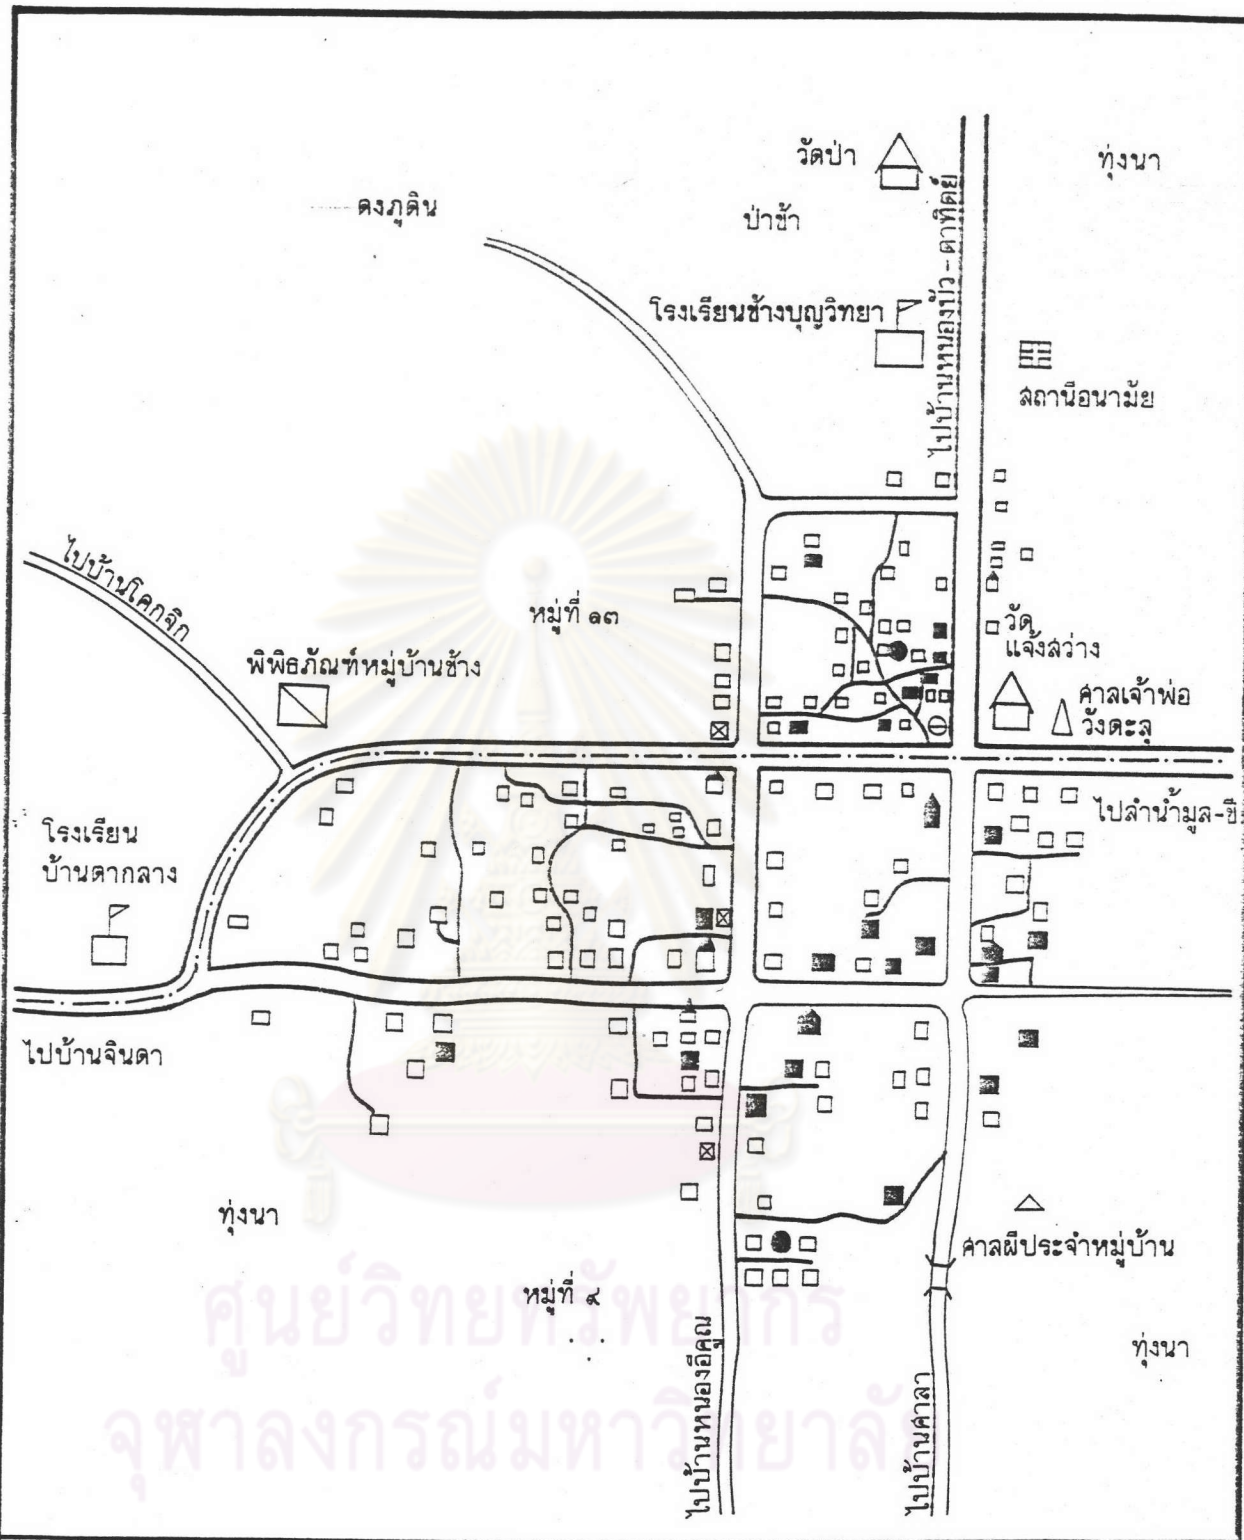 วัดป่า
ทุ่งนา
ดงภูดิน
ป่าช้า
ไปบ้านหนองบัว-ตาทิตย์
โรงเรียนช้างบุญวิทยา
สถานีอนามัย
ไปบ้านโคกจิก
หมู่ที่ ๑๓
วัด
แจ้งสว่าง
พิพิธภัณฑ์หมู่บ้านช้าง
ศาลเจ้าพ่อ
วังตะลุ
โรงเรียน
บ้านตากลาง
ไปลำน้ำมูล-ชี
ไปบ้านจินดา
ทุ่งนา
ศาลผีประจำหมู่บ้าน
หมู่ที่ ๙
ทุ่งนา
ไปบ้านหนองอีคูณ
ไปบ้านศาลา
ศูนย์วิทยทรัพยากร
จุฬาลงกรณ์มหาวิทยาลัย